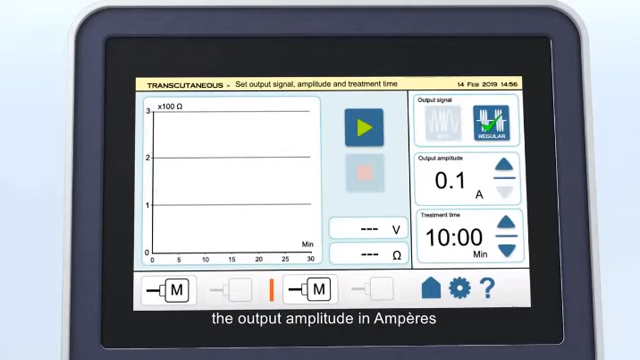 TRANSCUTANEOUS - Set output signal, amplitude and treatment time
14 FEB 2019 14:56
x100 Ω
3
2
1
0
0 5 10 15 20 25 30
Min
--- V
--- Ω
Output signal
REGULAR
Output amplitude
0.1
A
Treatment time
10:00
Min
M
M
?
the output amplitude in Ampères